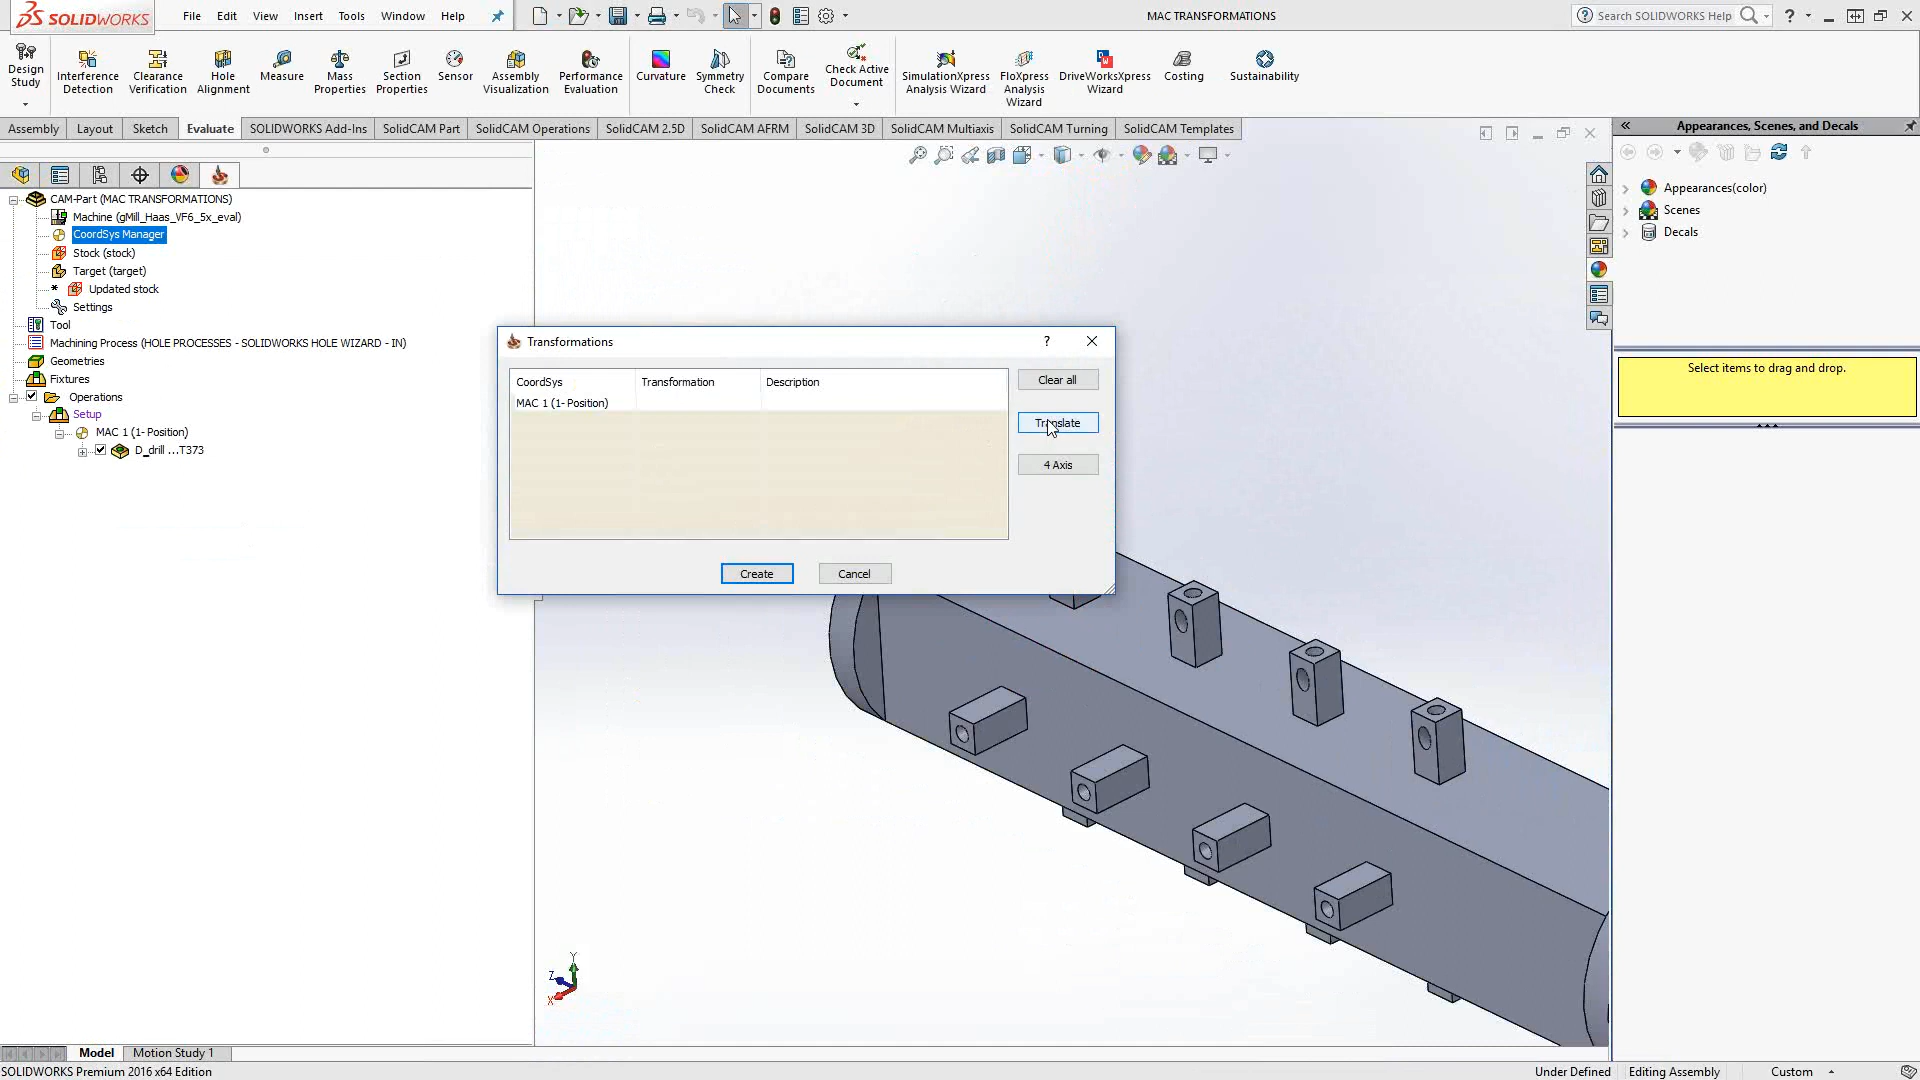 SOLIDWORKS
File Edit View Insert Tools Window Help
MAC TRANSFORMATIONS
Search SOLIDWORKS Help
Design Study
Interference Detection
Clearance Verification
Hole Alignment
Measure
Mass Properties
Section Properties
Sensor
Assembly Visualization
Performance Evaluation
Curvature
Symmetry Check
Compare Documents
Check Active Document
SimulationXpress Analysis Wizard
FloXpress Analysis Wizard
DriveWorksXpress Wizard
Costing
Sustainability
Assembly Layout Sketch Evaluate SOLIDWORKS Add-Ins SolidCAM Part SolidCAM Operations SolidCAM 2.5D SolidCAM AFRM SolidCAM 3D SolidCAM Multiaxis SolidCAM Turning SolidCAM Templates
CAM-Part (MAC TRANSFORMATIONS)
Machine (gMill_Haas_VF6_5x_eval)
CoordSys Manager
Stock (stock)
Target (target)
* Updated stock
Settings
Tool
Machining Process (HOLE PROCESSES - SOLIDWORKS HOLE WIZARD - IN)
Geometries
Fixtures
Operations
Setup
MAC 1 (1- Position)
D_drill ...T373
Transformations
?
CoordSys Transformation Description
MAC 1 (1- Position)
Clear all
Translate
4 Axis
Create Cancel
Y
Z
X
Appearances, Scenes, and Decals
Appearances(color)
Scenes
Decals
Select items to drag and drop.
Model Motion Study 1
SOLIDWORKS Premium 2016 x64 Edition
Under Defined Editing Assembly Custom